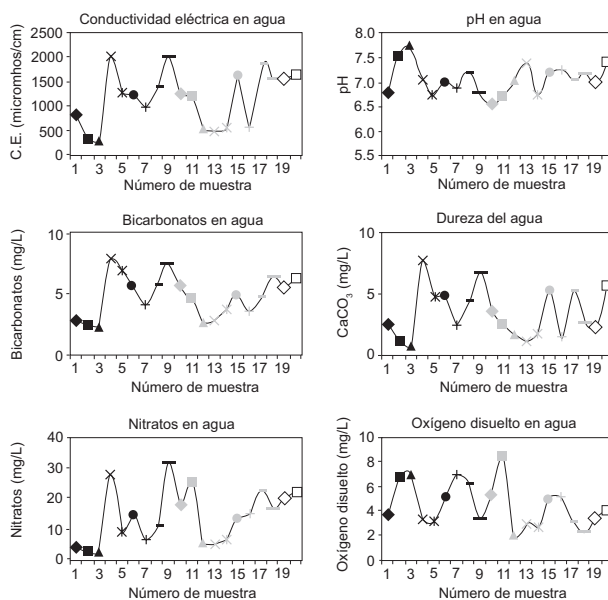 Conductividad eléctrica en agua
C.E. (micromhos/cm)
2500
2000
1500
1000
500
0
1 3 5 7 9 11 13 15 17 19
Número de muestra
pH en agua
pH
8.0
7.5
7.0
6.5
6.0
5.5
1 3 5 7 9 11 13 15 17 19
Número de muestra
Bicarbonatos en agua
Bicarbonatos (mg/L)
10
5
0
1 3 5 7 9 11 13 15 17 19
Número de muestra
Dureza del agua
CaCO3 (mg/L)
10
5
0
1 3 5 7 9 11 13 15 17 19
Número de muestra
Nitratos en agua
Nitratos (mg/L)
40
30
20
10
0
1 3 5 7 9 11 13 15 17 19
Número de muestra
Oxígeno disuelto en agua
Oxígeno disuelto (mg/L)
10
8
6
4
2
0
1 3 5 7 9 11 13 15 17 19
Número de muestra